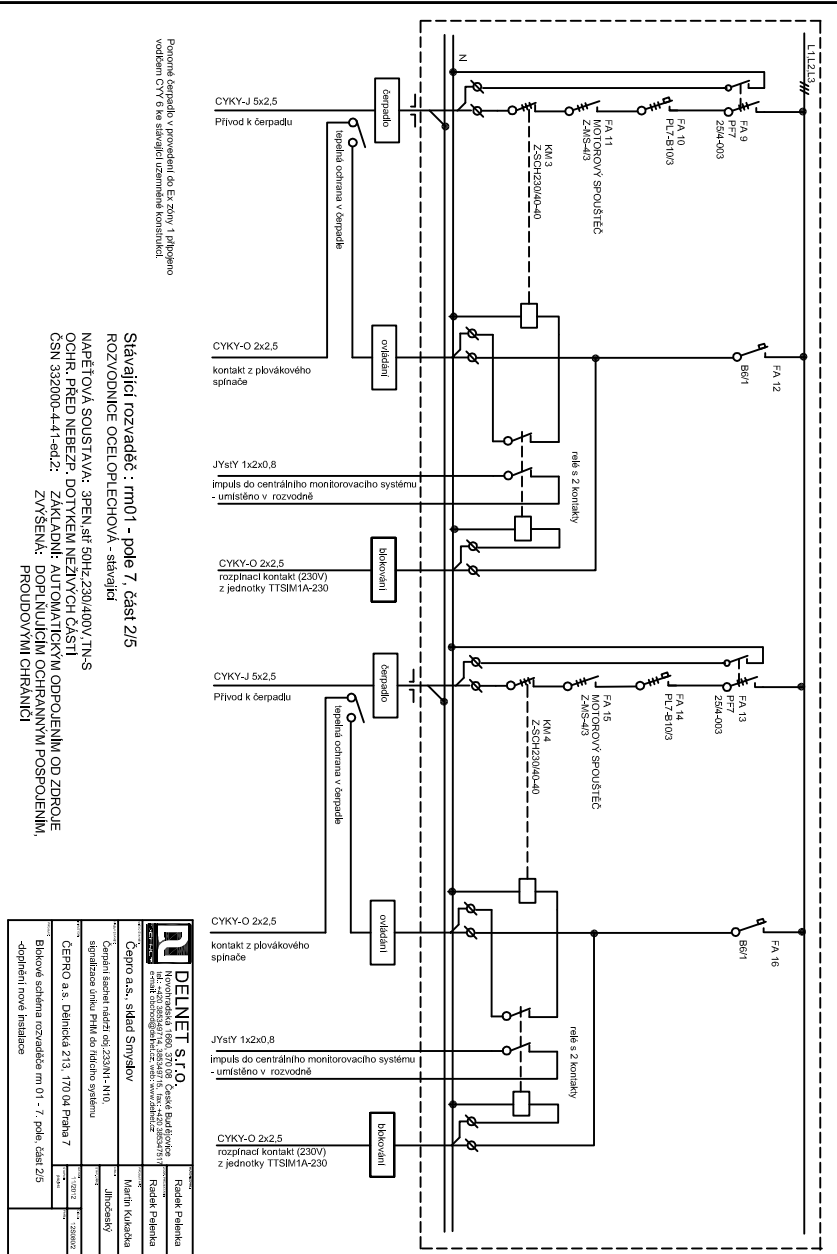 L1,L2,L3
N
FA 9
PF7
25/4-003
FA 10
PL7-B10/3
FA 11
MOTOROVÝ SPOUŠTĚČ
Z-MS-4/3
KM 3
Z-SCH230/40-40
FA 12
B6/1
relé s 2 kontakty
FA 13
PF7
25/4-003
FA 14
PL7-B10/3
FA 15
MOTOROVÝ SPOUŠTĚČ
Z-MS-4/3
KM 4
Z-SCH230/40-40
FA 16
B6/1
relé s 2 kontakty
čerpadlo
ovládání
blokování
čerpadlo
ovládání
blokování
CYKY-J 5x2,5
Přívod k čerpadlu
tepelná ochrana v čerpadle
CYKY-O 2x2,5
kontakt z plovákového
spínače
JYstY 1x2x0,8
impuls do centrálního monitorovacího systému
- umístěno v rozvodně
CYKY-O 2x2,5
rozpínací kontakt (230V)
z jednotky TTSIM1A-230
CYKY-J 5x2,5
Přívod k čerpadlu
tepelná ochrana v čerpadle
CYKY-O 2x2,5
kontakt z plovákového
spínače
JYstY 1x2x0,8
impuls do centrálního monitorovacího systému
- umístěno v rozvodně
CYKY-O 2x2,5
rozpínací kontakt (230V)
z jednotky TTSIM1A-230
Ponorné čerpadlo v provedení do Ex zóny 1 připojeno
vodičem CYY 6 ke stávající uzemněné konstrukci.
Stávající rozvaděč : rm01 - pole 7, část 2/5
ROZVODNICE OCELOPLECHOVÁ - stávající
NAPĚŤOVÁ SOUSTAVA: 3PEN,stř 50Hz,230/400V,TN-S
OCHR. PŘED NEBEZP. DOTYKEM NEŽIVÝCH ČÁSTÍ
ČSN 332000-4-41-ed.2: ZÁKLADNÍ: AUTOMATICKÝM ODPOJENÍM OD ZDROJE
ZVÝŠENÁ: DOPLŇUJÍCÍM OCHRANNÝM POSPOJENÍM,
PROUDOVÝMI CHRÁNIČI
DELNET s.r.o.
Novohradská 1660, 370 08 České Budějovice
Radek Pelenka
Radek Pelenka
Čepro a.s., sklad Smyslov
Martin Kukačka
Čerpání šachet nádrží obj.233/N1- N10,
signalizace úniku PHM do řídícího systému
Jihočeský
ČEPRO a.s. Dělnická 213, 170 04 Praha 7
11/2012
Blokové schéma rozvaděče rm 01 - 7. pole, část 2/5
-doplnění nové instalace